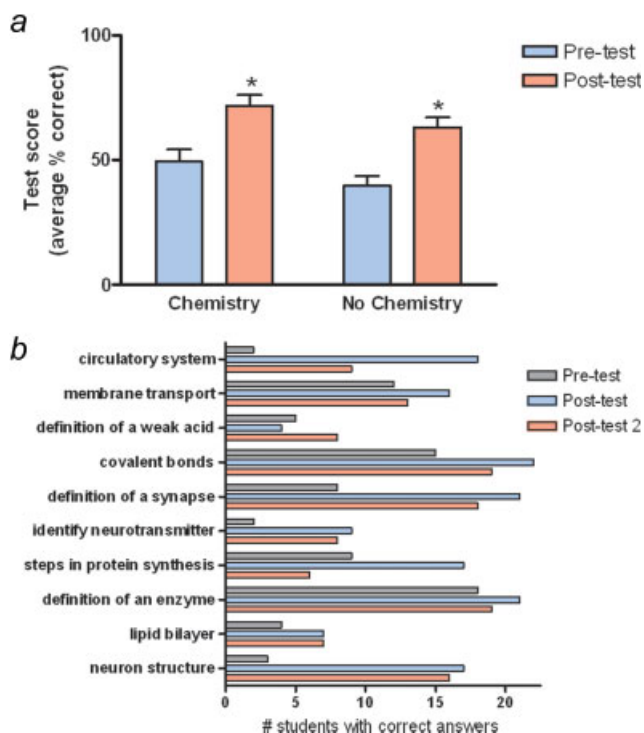 a
100
50
0
Test score
(average % correct)
*
*
Chemistry
No Chemistry
Pre-test
Post-test
b
circulatory system
membrane transport
definition of a weak acid
covalent bonds
definition of a synapse
identify neurotransmitter
steps in protein synthesis
definition of an enzyme
lipid bilayer
neuron structure
0 5 10 15 20
# students with correct answers
Pre-test
Post-test
Post-test 2